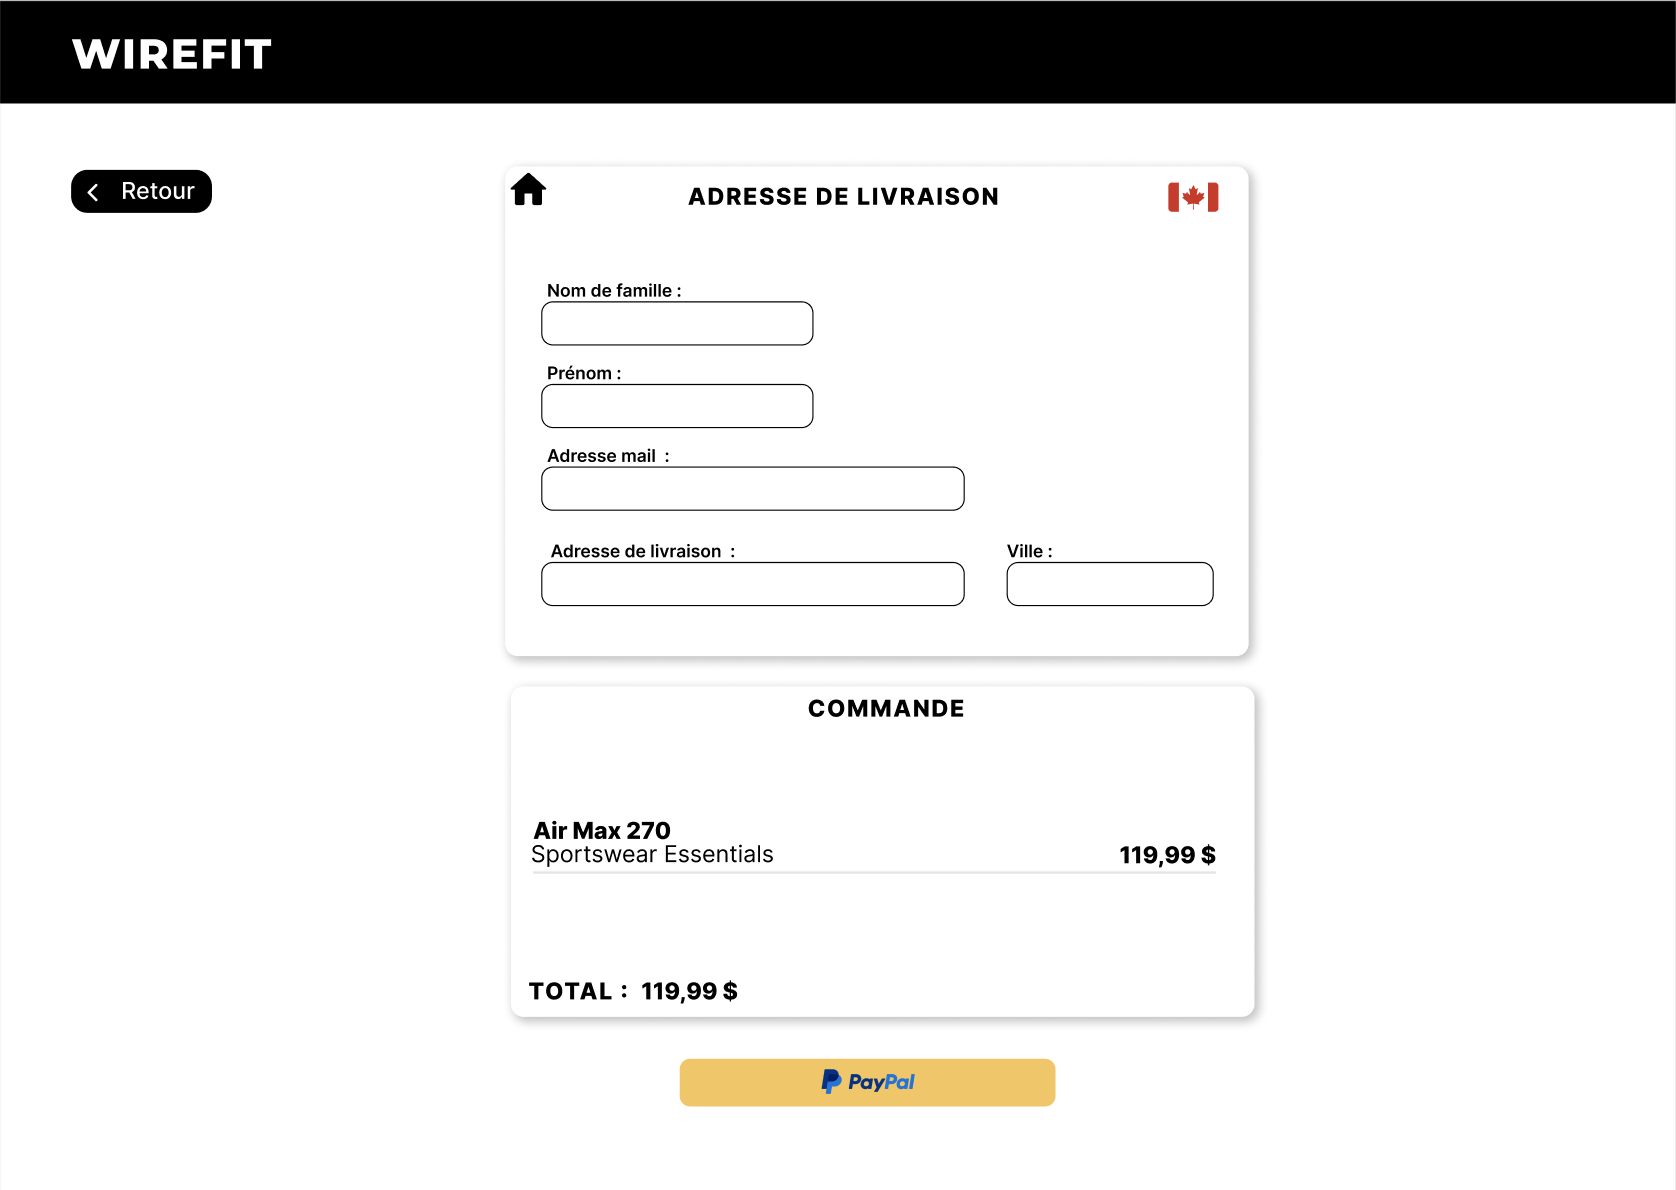 WIREFIT
Retour
ADRESSE DE LIVRAISON
Nom de famille :
Prénom :
Adresse mail  :
Adresse de livraison  :
Ville :
COMMANDE
Air Max 270
Sportswear Essentials
119,99 $
TOTAL :  119,99 $
PayPal